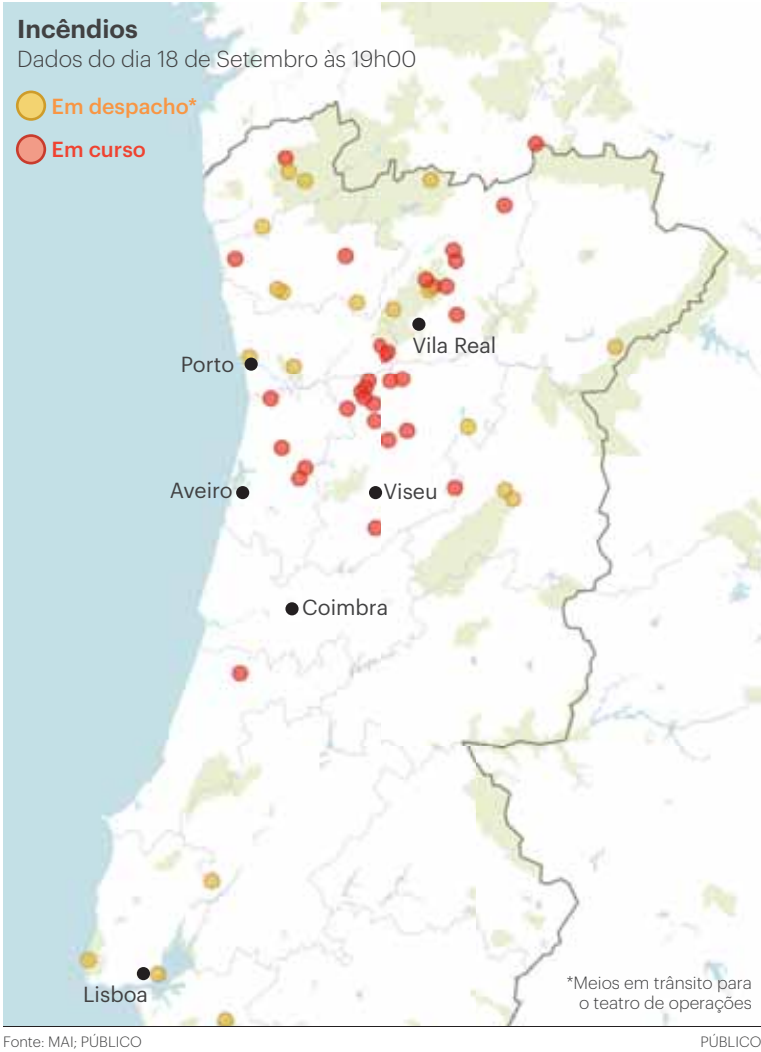 Incêndios
Dados do dia 18 de Setembro às 19h00
Em despacho*
Em curso
Vila Real
Porto
Aveiro
Viseu
Coimbra
Lisboa
*Meios em trânsito para
o teatro de operações
Fonte: MAI; PÚBLICO
PÚBLICO